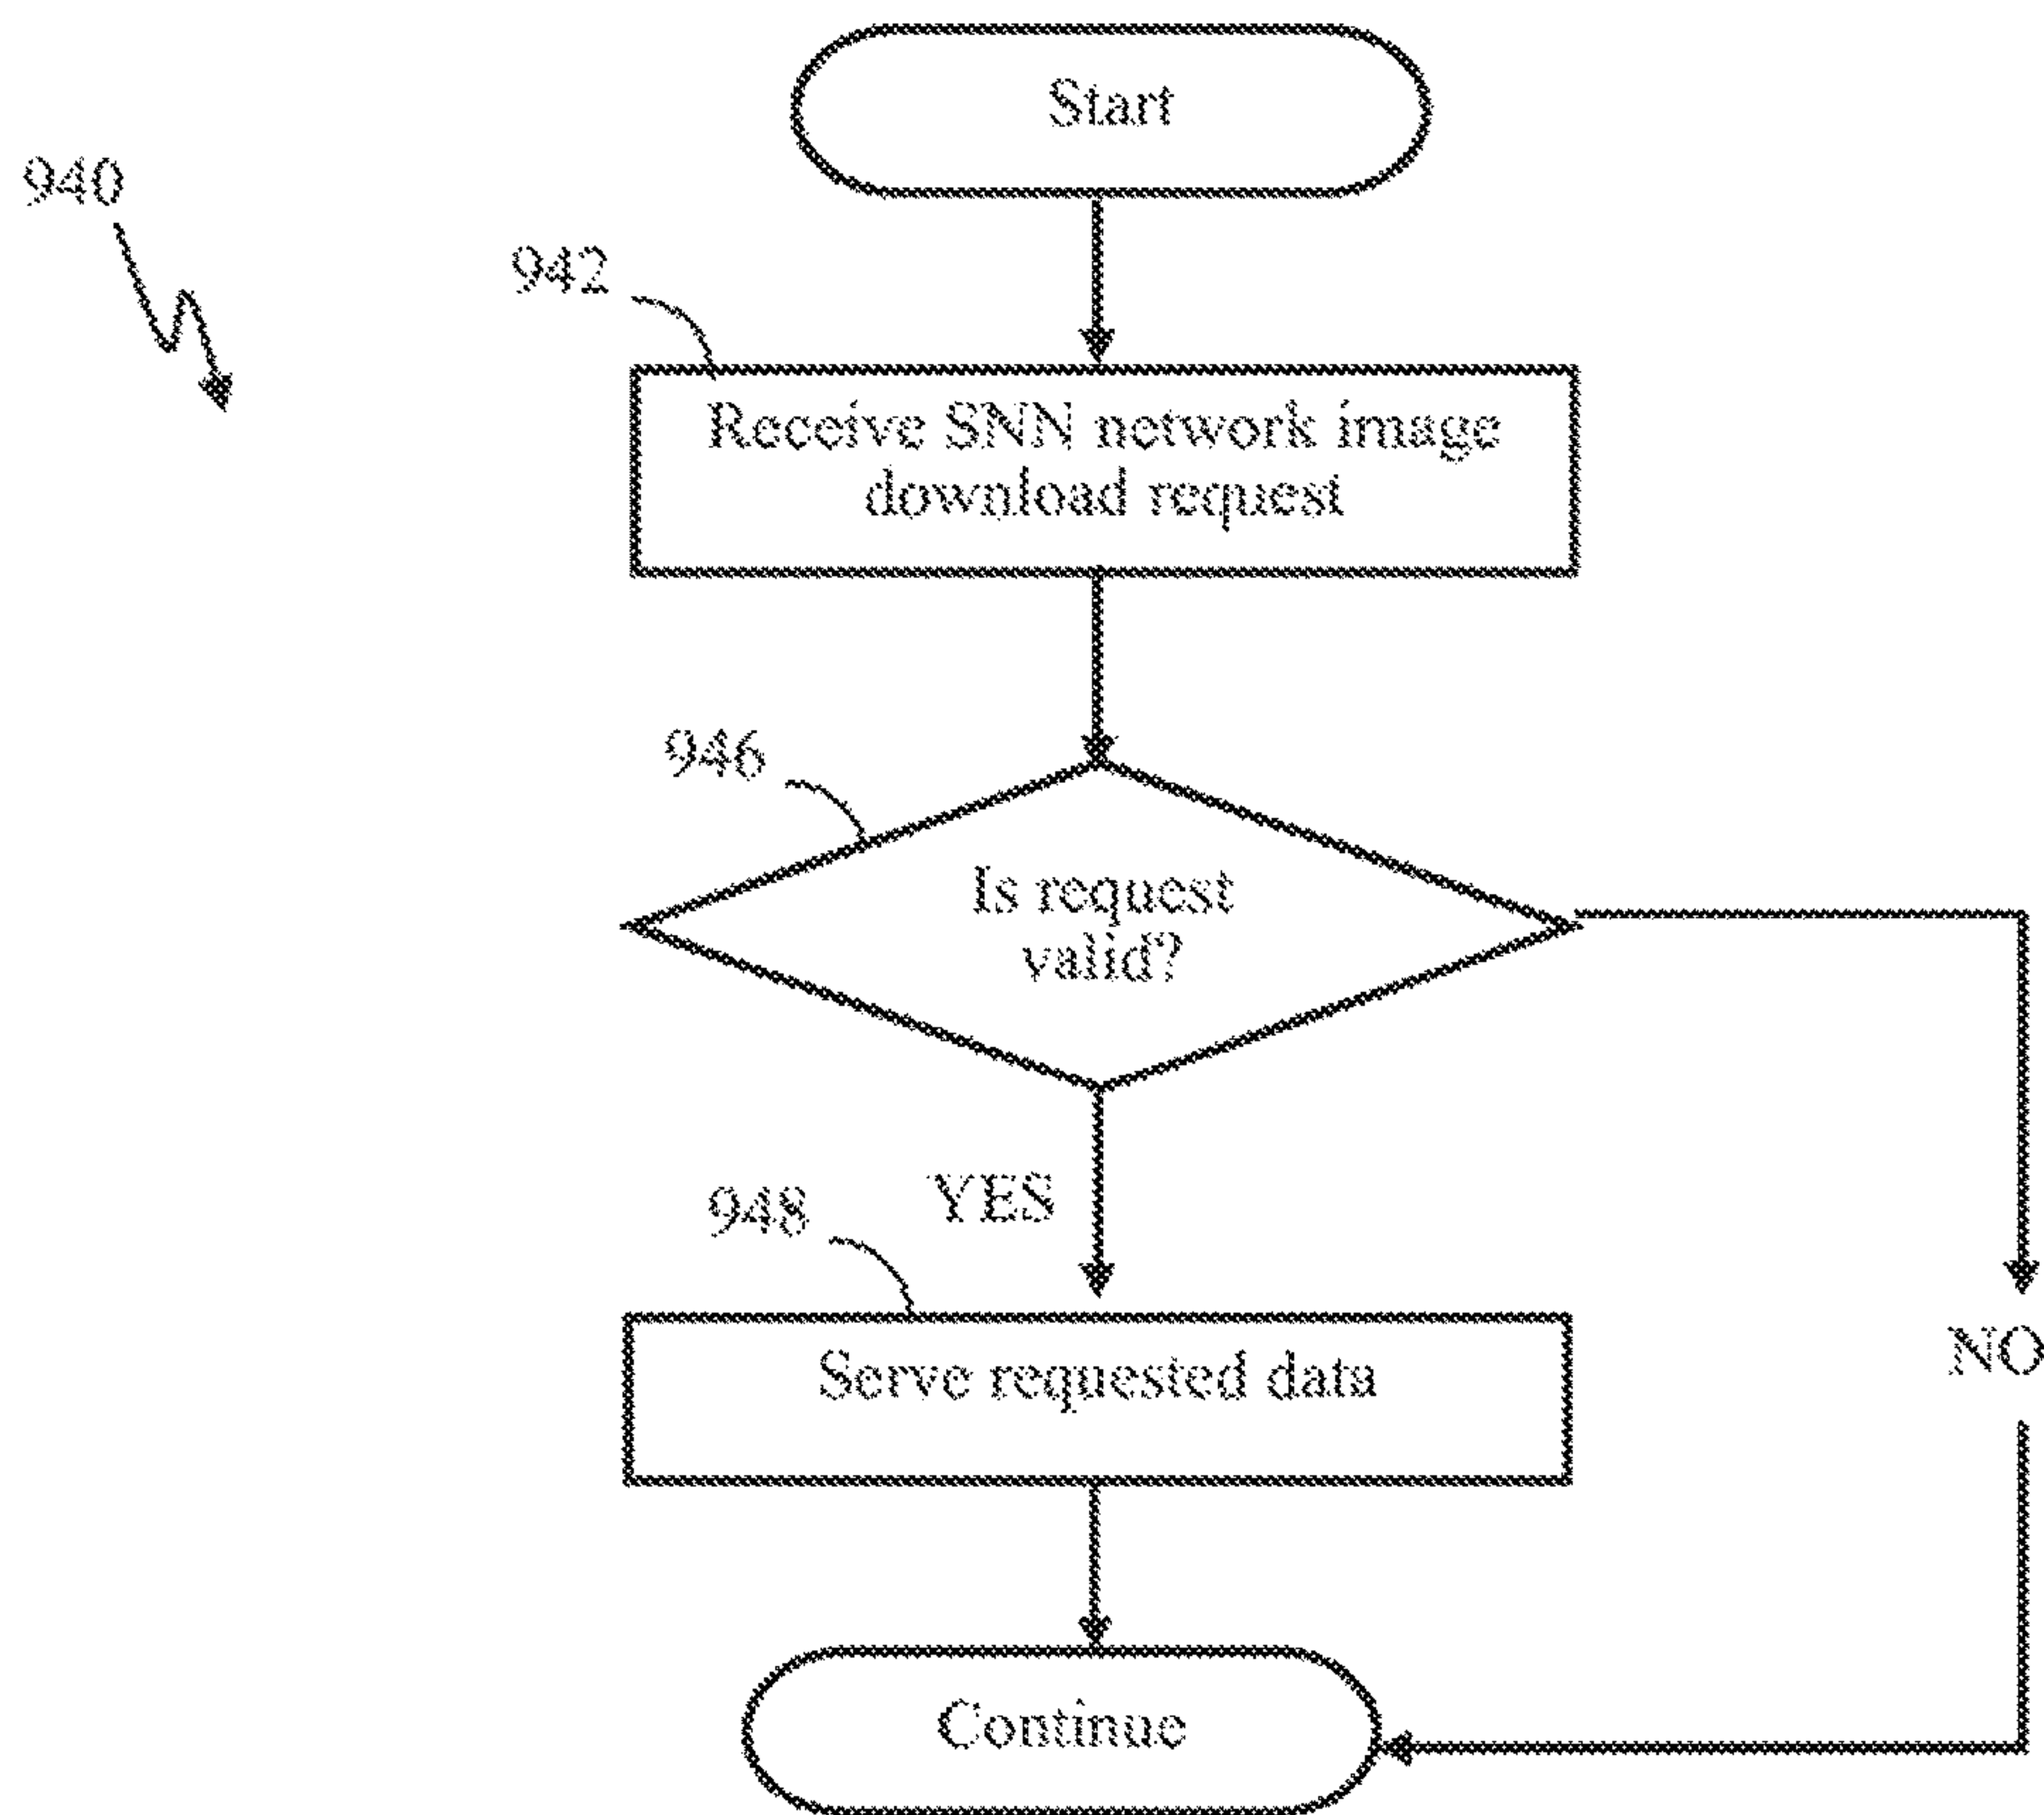 Start
940
942
Receive SNN network image
download request
946
Is request
valid?
YES
948
Serve requested data
NO
Continue